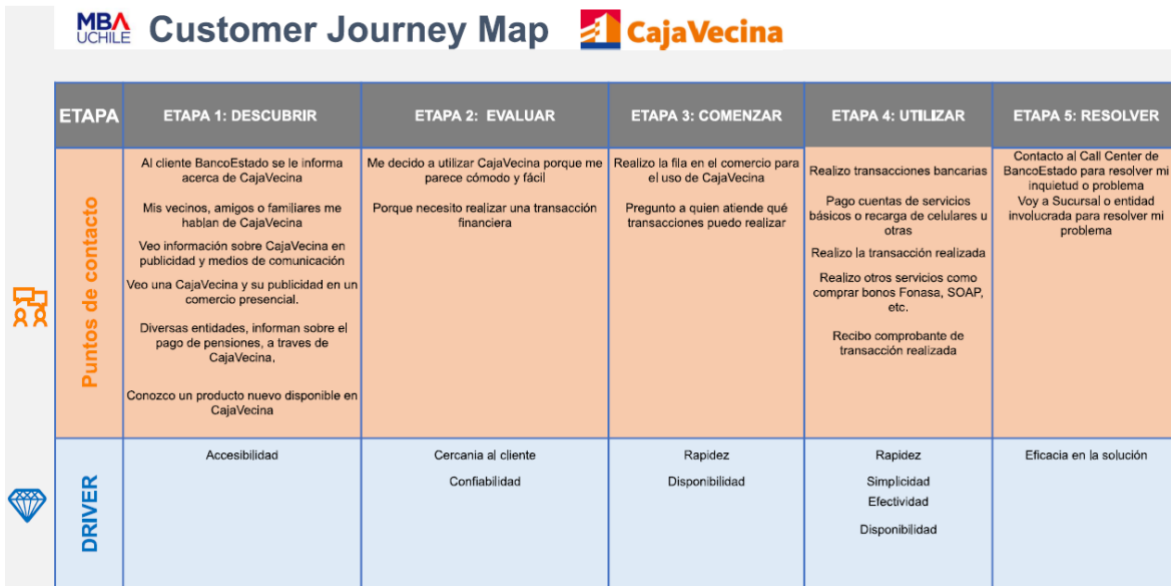 MBA
UCHILE
Customer Journey Map
CajaVecina
ETAPA
ETAPA 1: DESCUBRIR
ETAPA 2: EVALUAR
ETAPA 3: COMENZAR
ETAPA 4: UTILIZAR
ETAPA 5: RESOLVER
Puntos de contacto
Al cliente BancoEstado se le informa
acerca de CajaVecina
Mis vecinos, amigos o familiares me
hablan de CajaVecina
Veo información sobre CajaVecina en
publicidad y medios de comunicación
Veo una CajaVecina y su publicidad en un
comercio presencial.
Diversas entidades, informan sobre el
pago de pensiones, a traves de
CajaVecina,
Conozco un producto nuevo disponible en
CajaVecina
Me decido a utilizar CajaVecina porque me
parece cómodo y fácil
Porque necesito realizar una transacción
financiera
Realizo la fila en el comercio para
el uso de CajaVecina
Pregunto a quien atiende qué
transacciones puedo realizar
Realizo transacciones bancarias
Pago cuentas de servicios
básicos o recarga de celulares u
otras
Realizo la transacción realizada
Realizo otros servicios como
comprar bonos Fonasa, SOAP,
etc.
Recibo comprobante de
transacción realizada
Contacto al Call Center de
BancoEstado para resolver mi
inquietud o problema
Voy a Sucursal o entidad
involucrada para resolver mi
problema
DRIVER
Accesibilidad
Cercania al cliente
Confiabilidad
Rapidez
Disponibilidad
Rapidez
Simplicidad
Efectividad
Disponibilidad
Eficacia en la solución